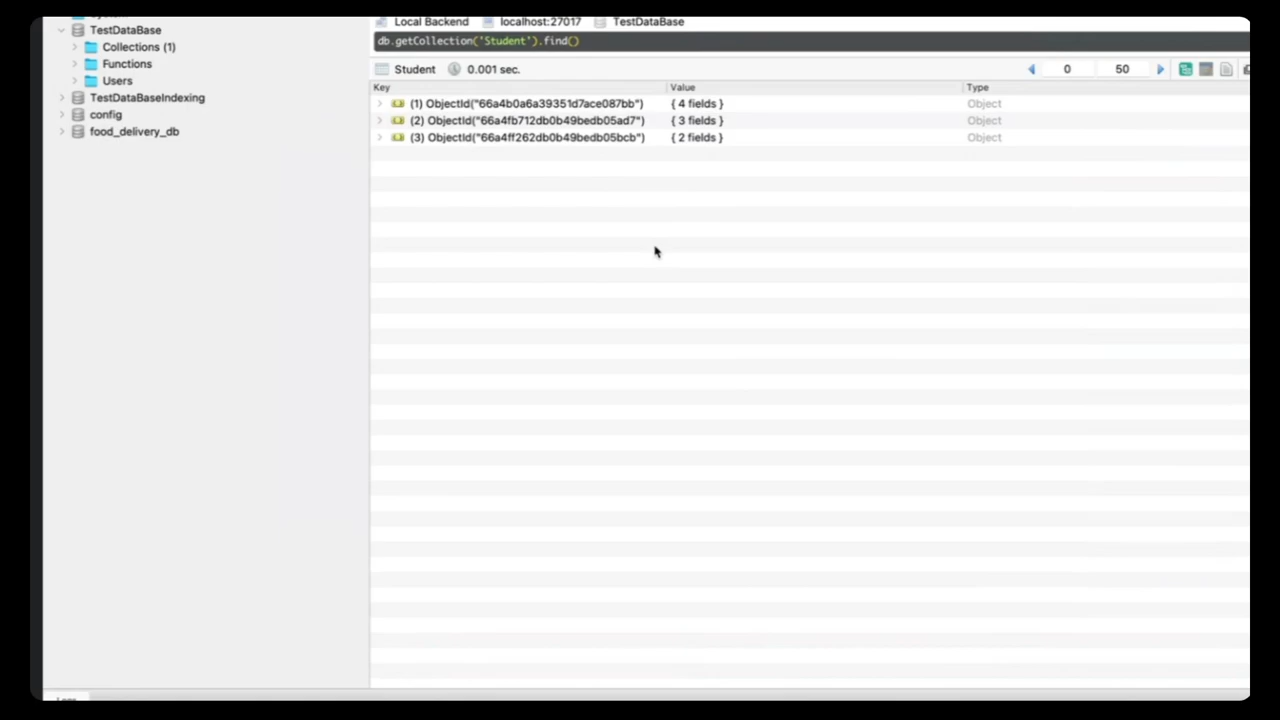 TestDataBase
Collections (1)
Functions
Users
TestDataBaseIndexing
config
food_delivery_db
Local Backend localhost:27017 TestDataBase
db.getCollection('Student').find()
Student 0.001 sec. 0 50
Key Value Type
(1) ObjectId("66a4b0a6a39351d7ace087bb") { 4 fields } Object
(2) ObjectId("66a4fb712db0b49bedb05ad7") { 3 fields } Object
(3) ObjectId("66a4ff262db0b49bedb05bcb") { 2 fields } Object